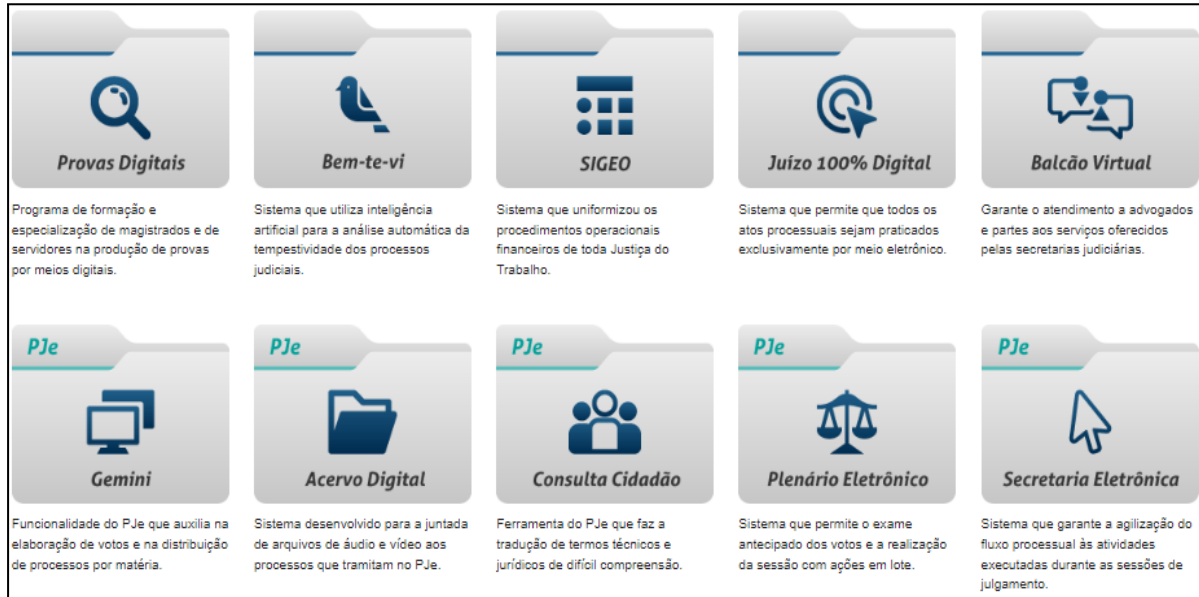 Provas Digitais
Programa de formação e
especialização de magistrados e de
servidores na produção de provas
por meios digitais.
Bem-te-vi
Sistema que utiliza inteligência
artificial para a análise automática da
tempestividade dos processos
judiciais.
SIGEO
Sistema que uniformizou os
procedimentos operacionais
financeiros de toda Justiça do
Trabalho.
Juízo 100% Digital
Sistema que permite que todos os
atos processuais sejam praticados
exclusivamente por meio eletrônico.
Balcão Virtual
Garante o atendimento a advogados
e partes aos serviços oferecidos
pelas secretarias judiciárias.
PJe
Gemini
Funcionalidade do PJe que auxilia na
elaboração de votos e na distribuição
de processos por matéria.
PJe
Acervo Digital
Sistema desenvolvido para a juntada
de arquivos de áudio e vídeo aos
processos que tramitam no PJe.
PJe
Consulta Cidadão
Ferramenta do PJe que faz a
tradução de termos técnicos e
jurídicos de difícil compreensão.
PJe
Plenário Eletrônico
Sistema que permite o exame
antecipado dos votos e a realização
da sessão com ações em lote.
PJe
Secretaria Eletrônica
Sistema que garante a agilização do
fluxo processual às atividades
executadas durante as sessões de
julgamento.